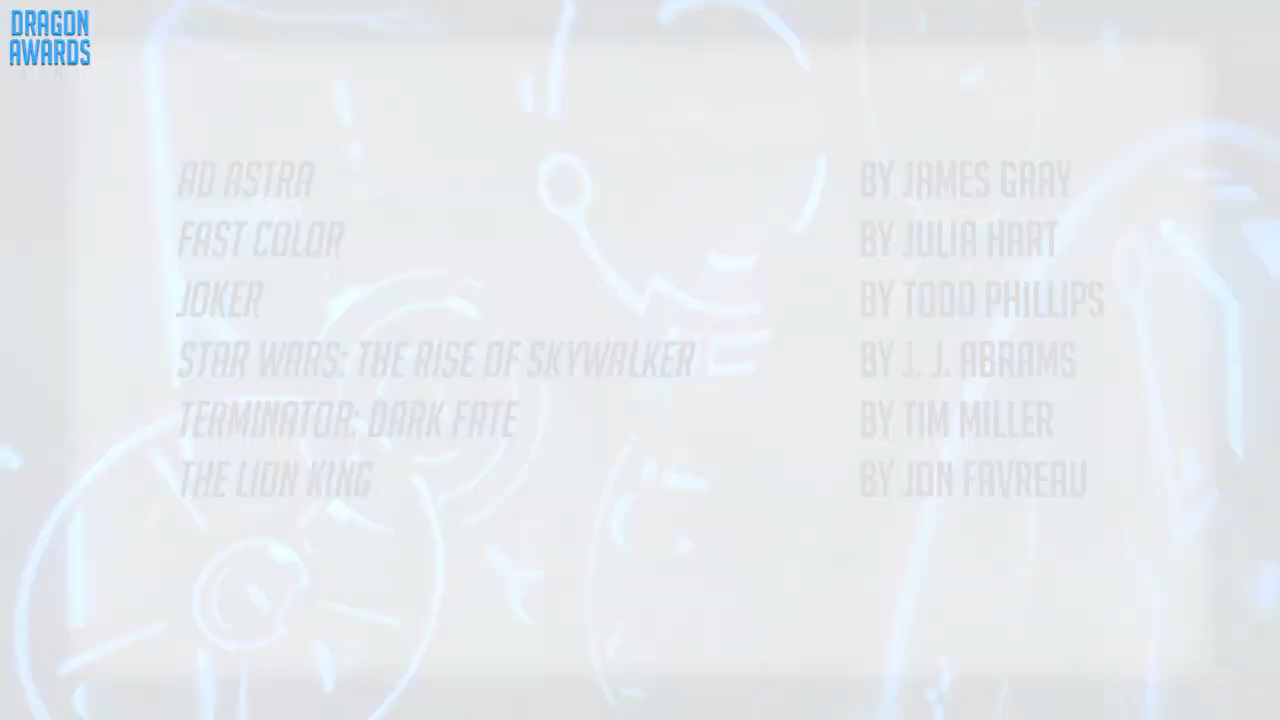 DRAGON
AWARDS
AD ASTRA BY JAMES GRAY
FAST COLOR BY JULIA HART
JOKER BY TODD PHILLIPS
STAR WARS: THE RISE OF SKYWALKER BY J. J. ABRAMS
TERMINATOR: DARK FATE BY TIM MILLER
THE LION KING BY JON FAVREAU